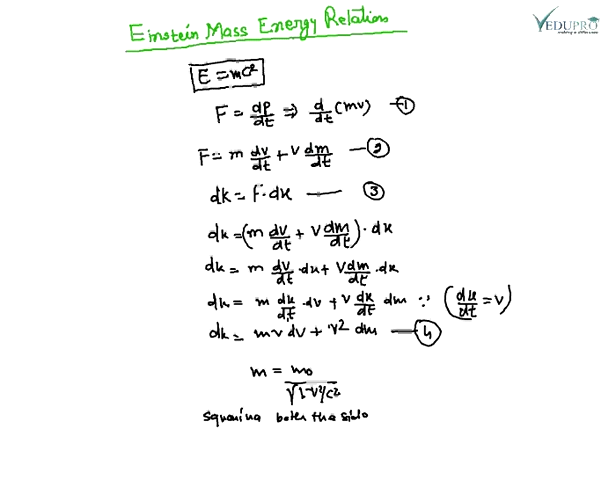 Einstein Mass Energy Relation
VEDUPRO
E = mc²
F = dp/dt ⇒ d/dt (mv) — ①
F = m dv/dt + v dm/dt — ②
dk = F · dx — ③
dk = (m dv/dt + v dm/dt) · dx
dk = m dv/dt · dx + v dm/dt · dx
dk = m dx/dt · dv + v dx/dt dm ∵ (dx/dt = v)
dk = mv dv + v² dm — ④
m = m₀/√1-v²/c²
Squaring both the sides